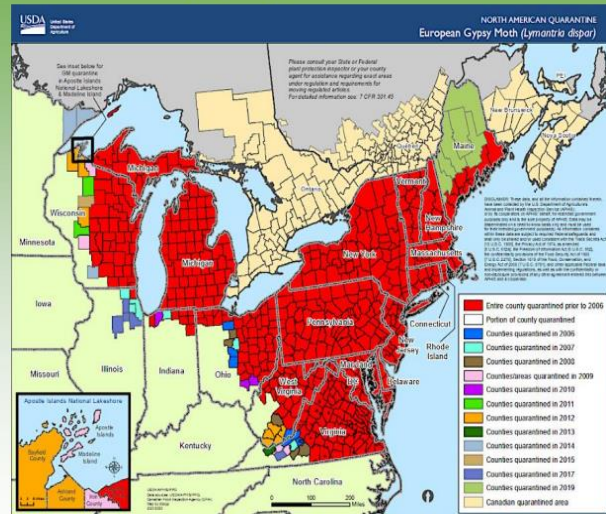 USDA
United States
Department of
Agriculture
NORTH AMERICAN QUARANTINE
European Gypsy Moth (Lymantria dispar)
See inset below for
GM quarantine
in Apostle Islands
National Lakeshore
& Madeline Island
Please consult your State or Federal
plant protection inspector or your county
agent for assistance regarding exact areas
under regulation and requirements for
moving regulated articles.
For detailed information see: 7 CFR 301.45
PEI
New Brunswick
Nova Scotia
Quebec
Maine
Ontario
Michigan
Vermont
New
Hampshire
Wisconsin
Minnesota
Michigan
New York
Massachusetts
Iowa
Pennsylvania
Connecticut
Rhode
Island
New
Jersey
Illinois
Indiana
Ohio
Maryland
DC
Delaware
Missouri
West
Virginia
Virginia
Kentucky
North Carolina
Entire county quarantined prior to 2006
Portion of county quarantined
Counties quarantined in 2006
Counties quarantined in 2007
Counties quarantined in 2008
Counties/areas quarantined in 2009
Counties quarantined in 2010
Counties quarantined in 2011
Counties quarantined in 2012
Counties quarantined in 2013
Counties quarantined in 2014
Counties quarantined in 2015
Counties quarantined in 2017
Counties quarantined in 2019
Canadian quarantined area
Apostle Islands National Lakeshore
Apostle
Islands
Madeline
Island
Bayfield
County
Ashland
County
Iron
County
0
100
200
Miles